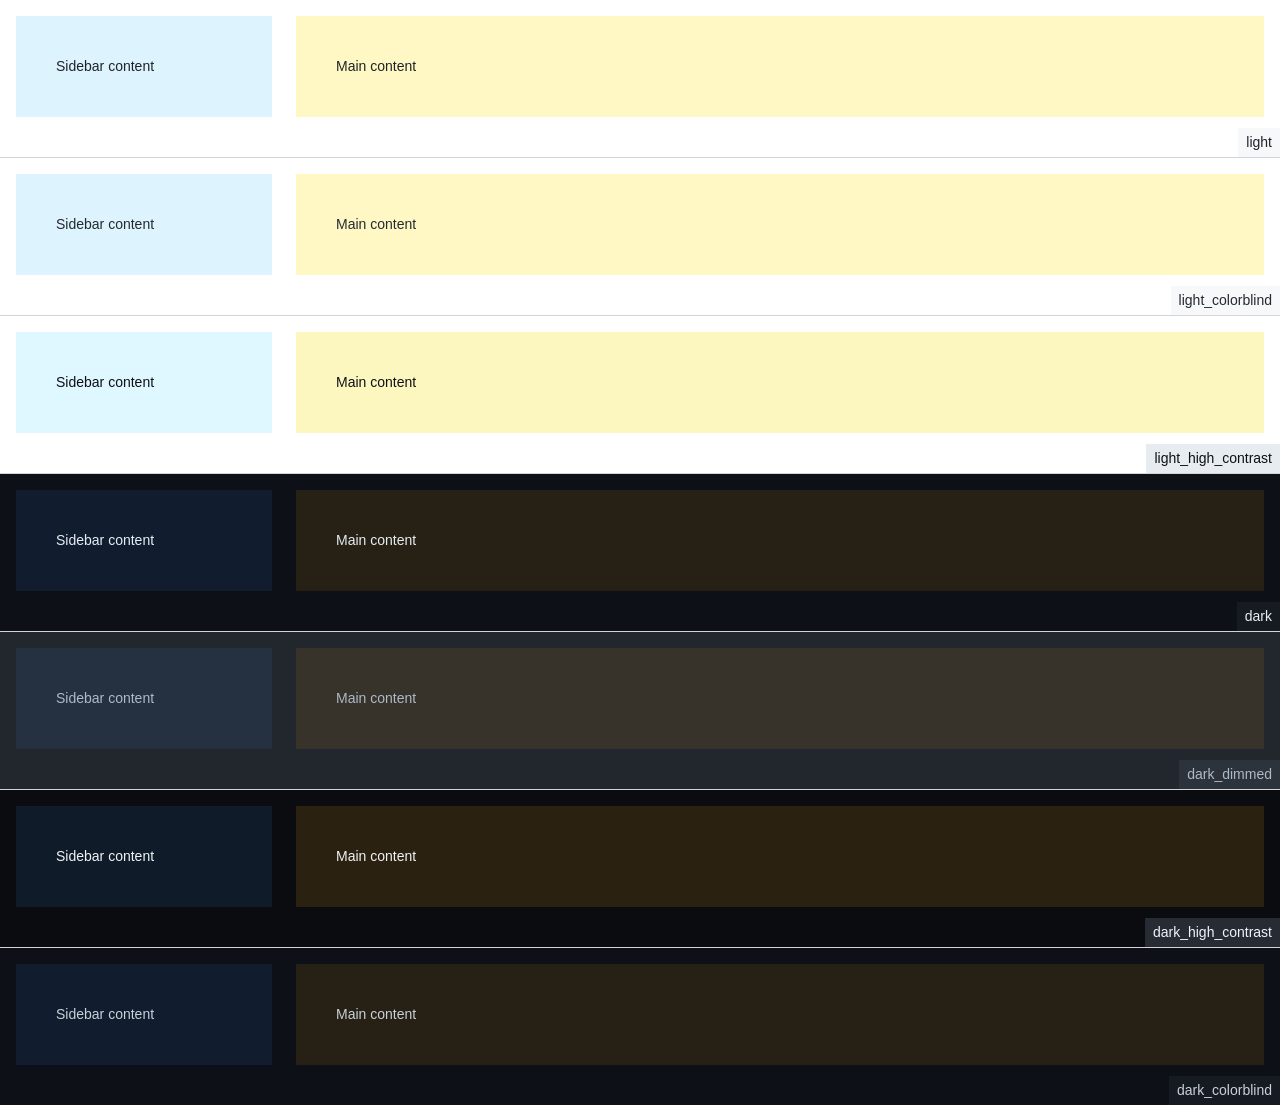 Sidebar content
Main content
light
Sidebar content
Main content
light_colorblind
Sidebar content
Main content
light_high_contrast
Sidebar content
Main content
dark
Sidebar content
Main content
dark_dimmed
Sidebar content
Main content
dark_high_contrast
Sidebar content
Main content
dark_colorblind